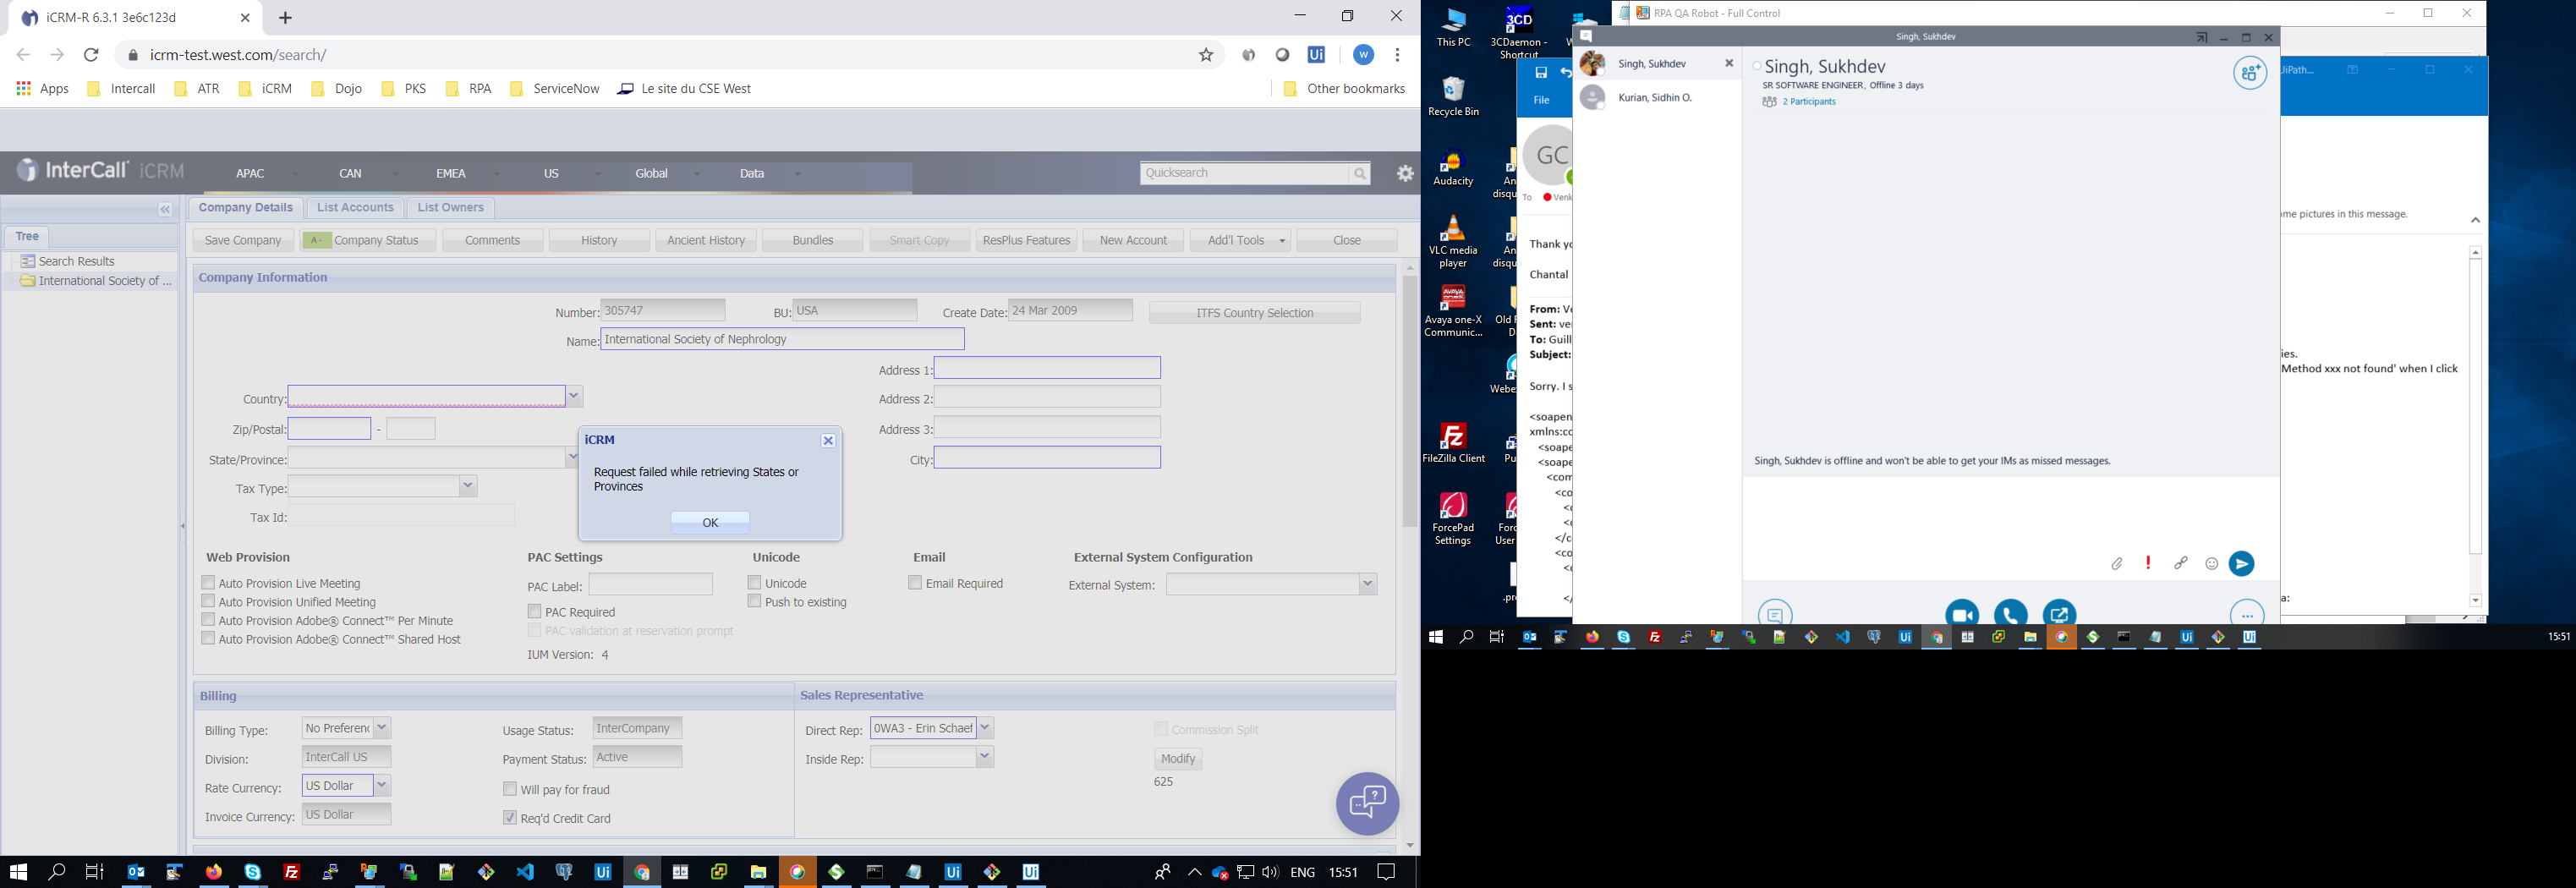 iCRM-R 6.3.1 3e6c123d
icrm-test.west.com/search/
w
Apps Intercall ATR iCRM Dojo PKS RPA ServiceNow Le site du CSE West Other bookmarks
InterCall iCRM APAC CAN EMEA US Global Data Quicksearch
Company Details List Accounts List Owners
Tree
Save Company A - Company Status Comments History Ancient History Bundles Smart Copy ResPlus Features New Account Add'l Tools Close
Search Results
International Society of ...
Company Information
Number: 305747 BU: USA Create Date: 24 Mar 2009 ITFS Country Selection
Name: International Society of Nephrology
Address 1:
Country: Address 2:
Zip/Postal: - Address 3:
State/Province: City:
Tax Type:
Tax Id:
iCRM
Request failed while retrieving States or
Provinces
OK
Web Provision PAC Settings Unicode Email External System Configuration
Auto Provision Live Meeting PAC Label: Unicode Email Required External System:
Auto Provision Unified Meeting PAC Required Push to existing
Auto Provision Adobe® Connect™ Per Minute PAC validation at reservation prompt
Auto Provision Adobe® Connect™ Shared Host IUM Version: 4
Billing Sales Representative
Billing Type: No Preferenc Usage Status: InterCompany Direct Rep: 0WA3 - Erin Schaef Commission Split
Division: InterCall US Payment Status: Active Inside Rep: Modify
Rate Currency: US Dollar Will pay for fraud 625
Invoice Currency: US Dollar Req'd Credit Card
ENG 15:51
This PC
3CDaemon -
Shortcut
Recycle Bin
Audacity
VLC media
player
Avaya one-X
Communic...
FileZilla Client
ForcePad
Settings
RPA QA Robot - Full Control
Singh, Sukhdev
Singh, Sukhdev
Kurian, Sidhin O.
Singh, Sukhdev
SR SOFTWARE ENGINEER, Offline 3 days
2 Participants
Singh, Sukhdev is offline and won't be able to get your IMs as missed messages.
UiPath...
File
GC
To Venk
me pictures in this message.
Thank yo
Chantal
From: Ve
Sent: ve
To: Guill
Subject:
ies.
Method xxx not found' when I click
Sorry. I s
<soapen
xmlns:co
<soape
<soape
<com
<co
</co
<co
</
a:
15:51